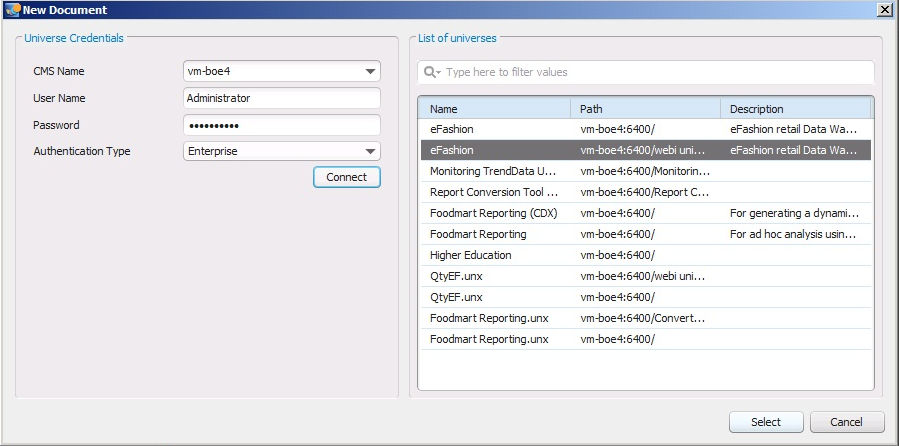 New Document
Universe Credentials
CMS Name vm-boe4
User Name Administrator
Password ••••••••••
Authentication Type Enterprise
Connect
List of universes
Type here to filter values
Name Path Description
eFashion vm-boe4:6400/ eFashion retail Data Wa...
eFashion vm-boe4:6400/webi uni... eFashion retail Data Wa...
Monitoring TrendData U... vm-boe4:6400/Monitorin...
Report Conversion Tool ... vm-boe4:6400/Report C...
Foodmart Reporting (CDX) vm-boe4:6400/ For generating a dynami...
Foodmart Reporting vm-boe4:6400/ For ad hoc analysis usin...
Higher Education vm-boe4:6400/
QtyEF.unx vm-boe4:6400/webi uni...
QtyEF.unx vm-boe4:6400/
Foodmart Reporting.unx vm-boe4:6400/Convert...
Foodmart Reporting.unx vm-boe4:6400/
Select Cancel